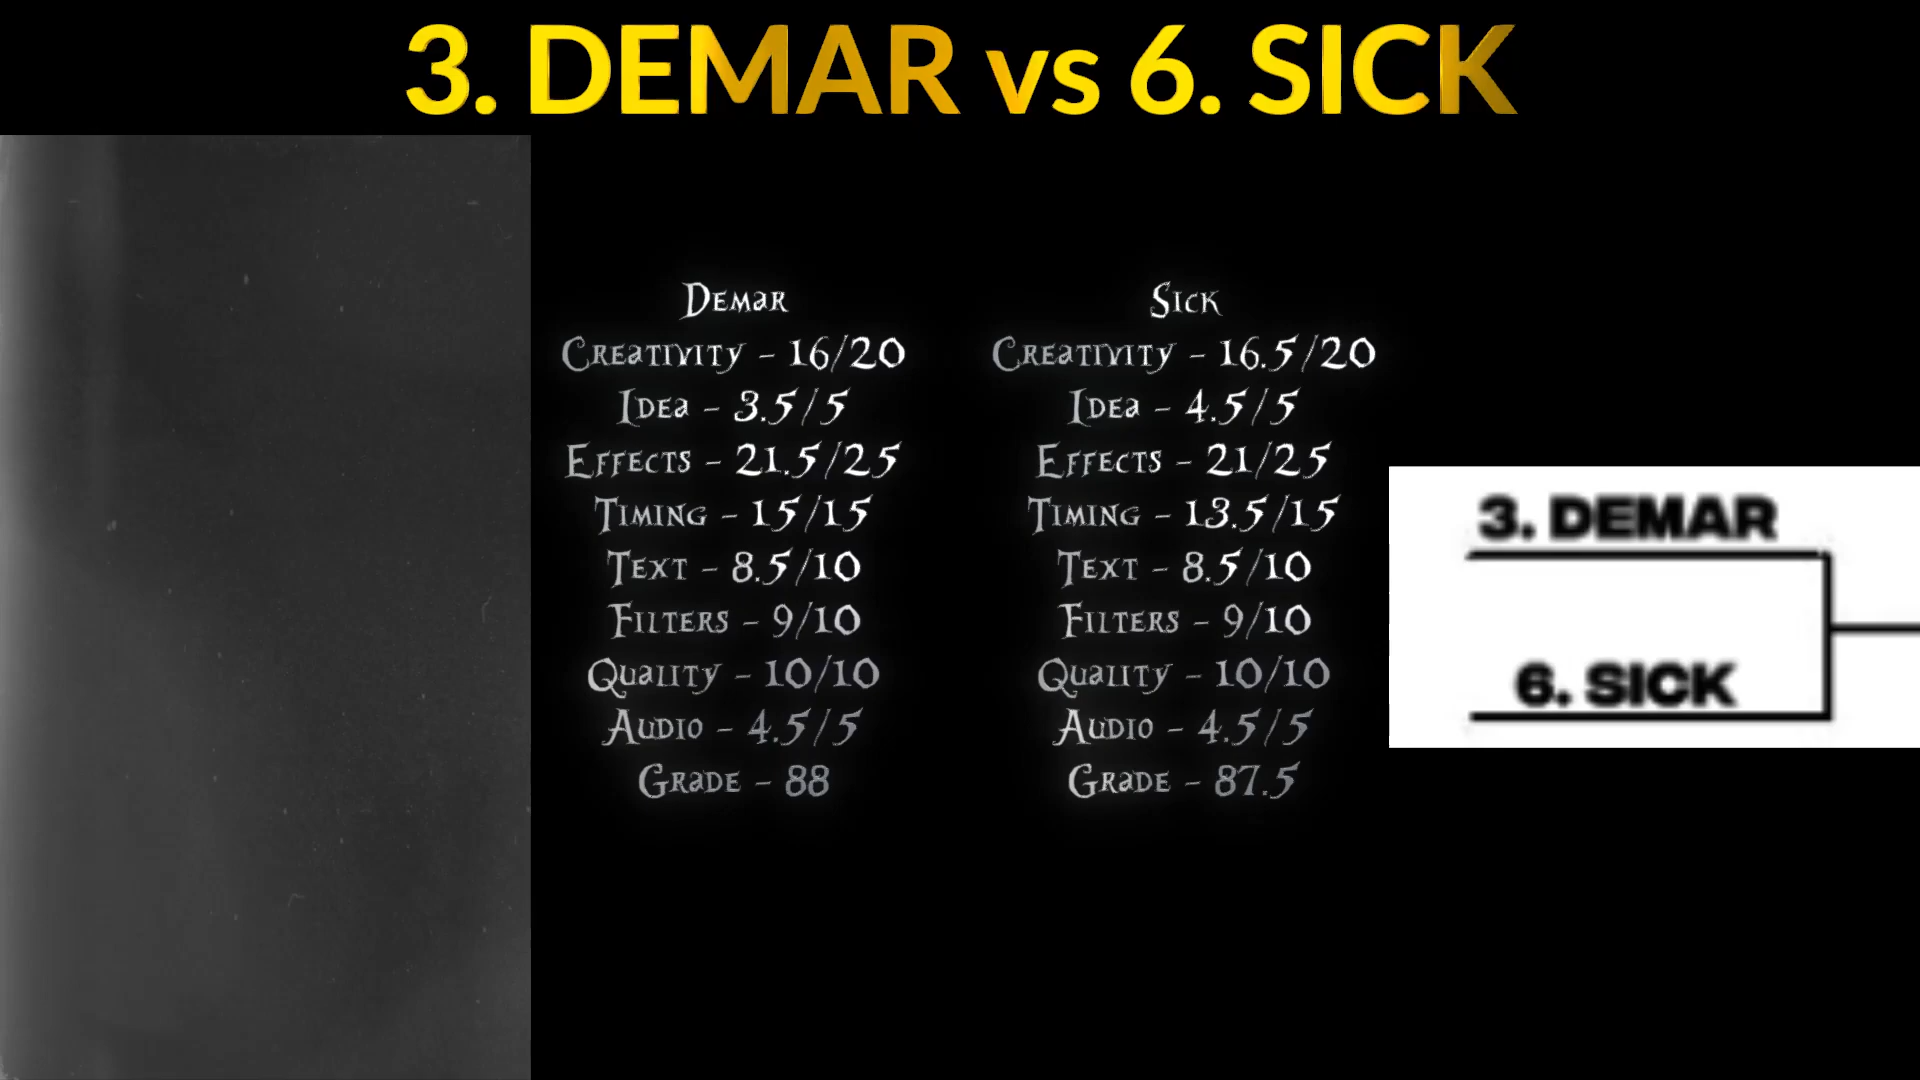 3. DEMAR vs 6. SICK
Demar
Creativity - 16/20
Idea - 3.5/5
Effects - 21.5/25
Timing - 15/15
Text - 8.5/10
Filters - 9/10
Quality - 10/10
Audio - 4.5/5
Grade - 88
Sick
Creativity - 16.5/20
Idea - 4.5/5
Effects - 21/25
Timing - 13.5/15
Text - 8.5/10
Filters - 9/10
Quality - 10/10
Audio - 4.5/5
Grade - 87.5
3. DEMAR
6. SICK